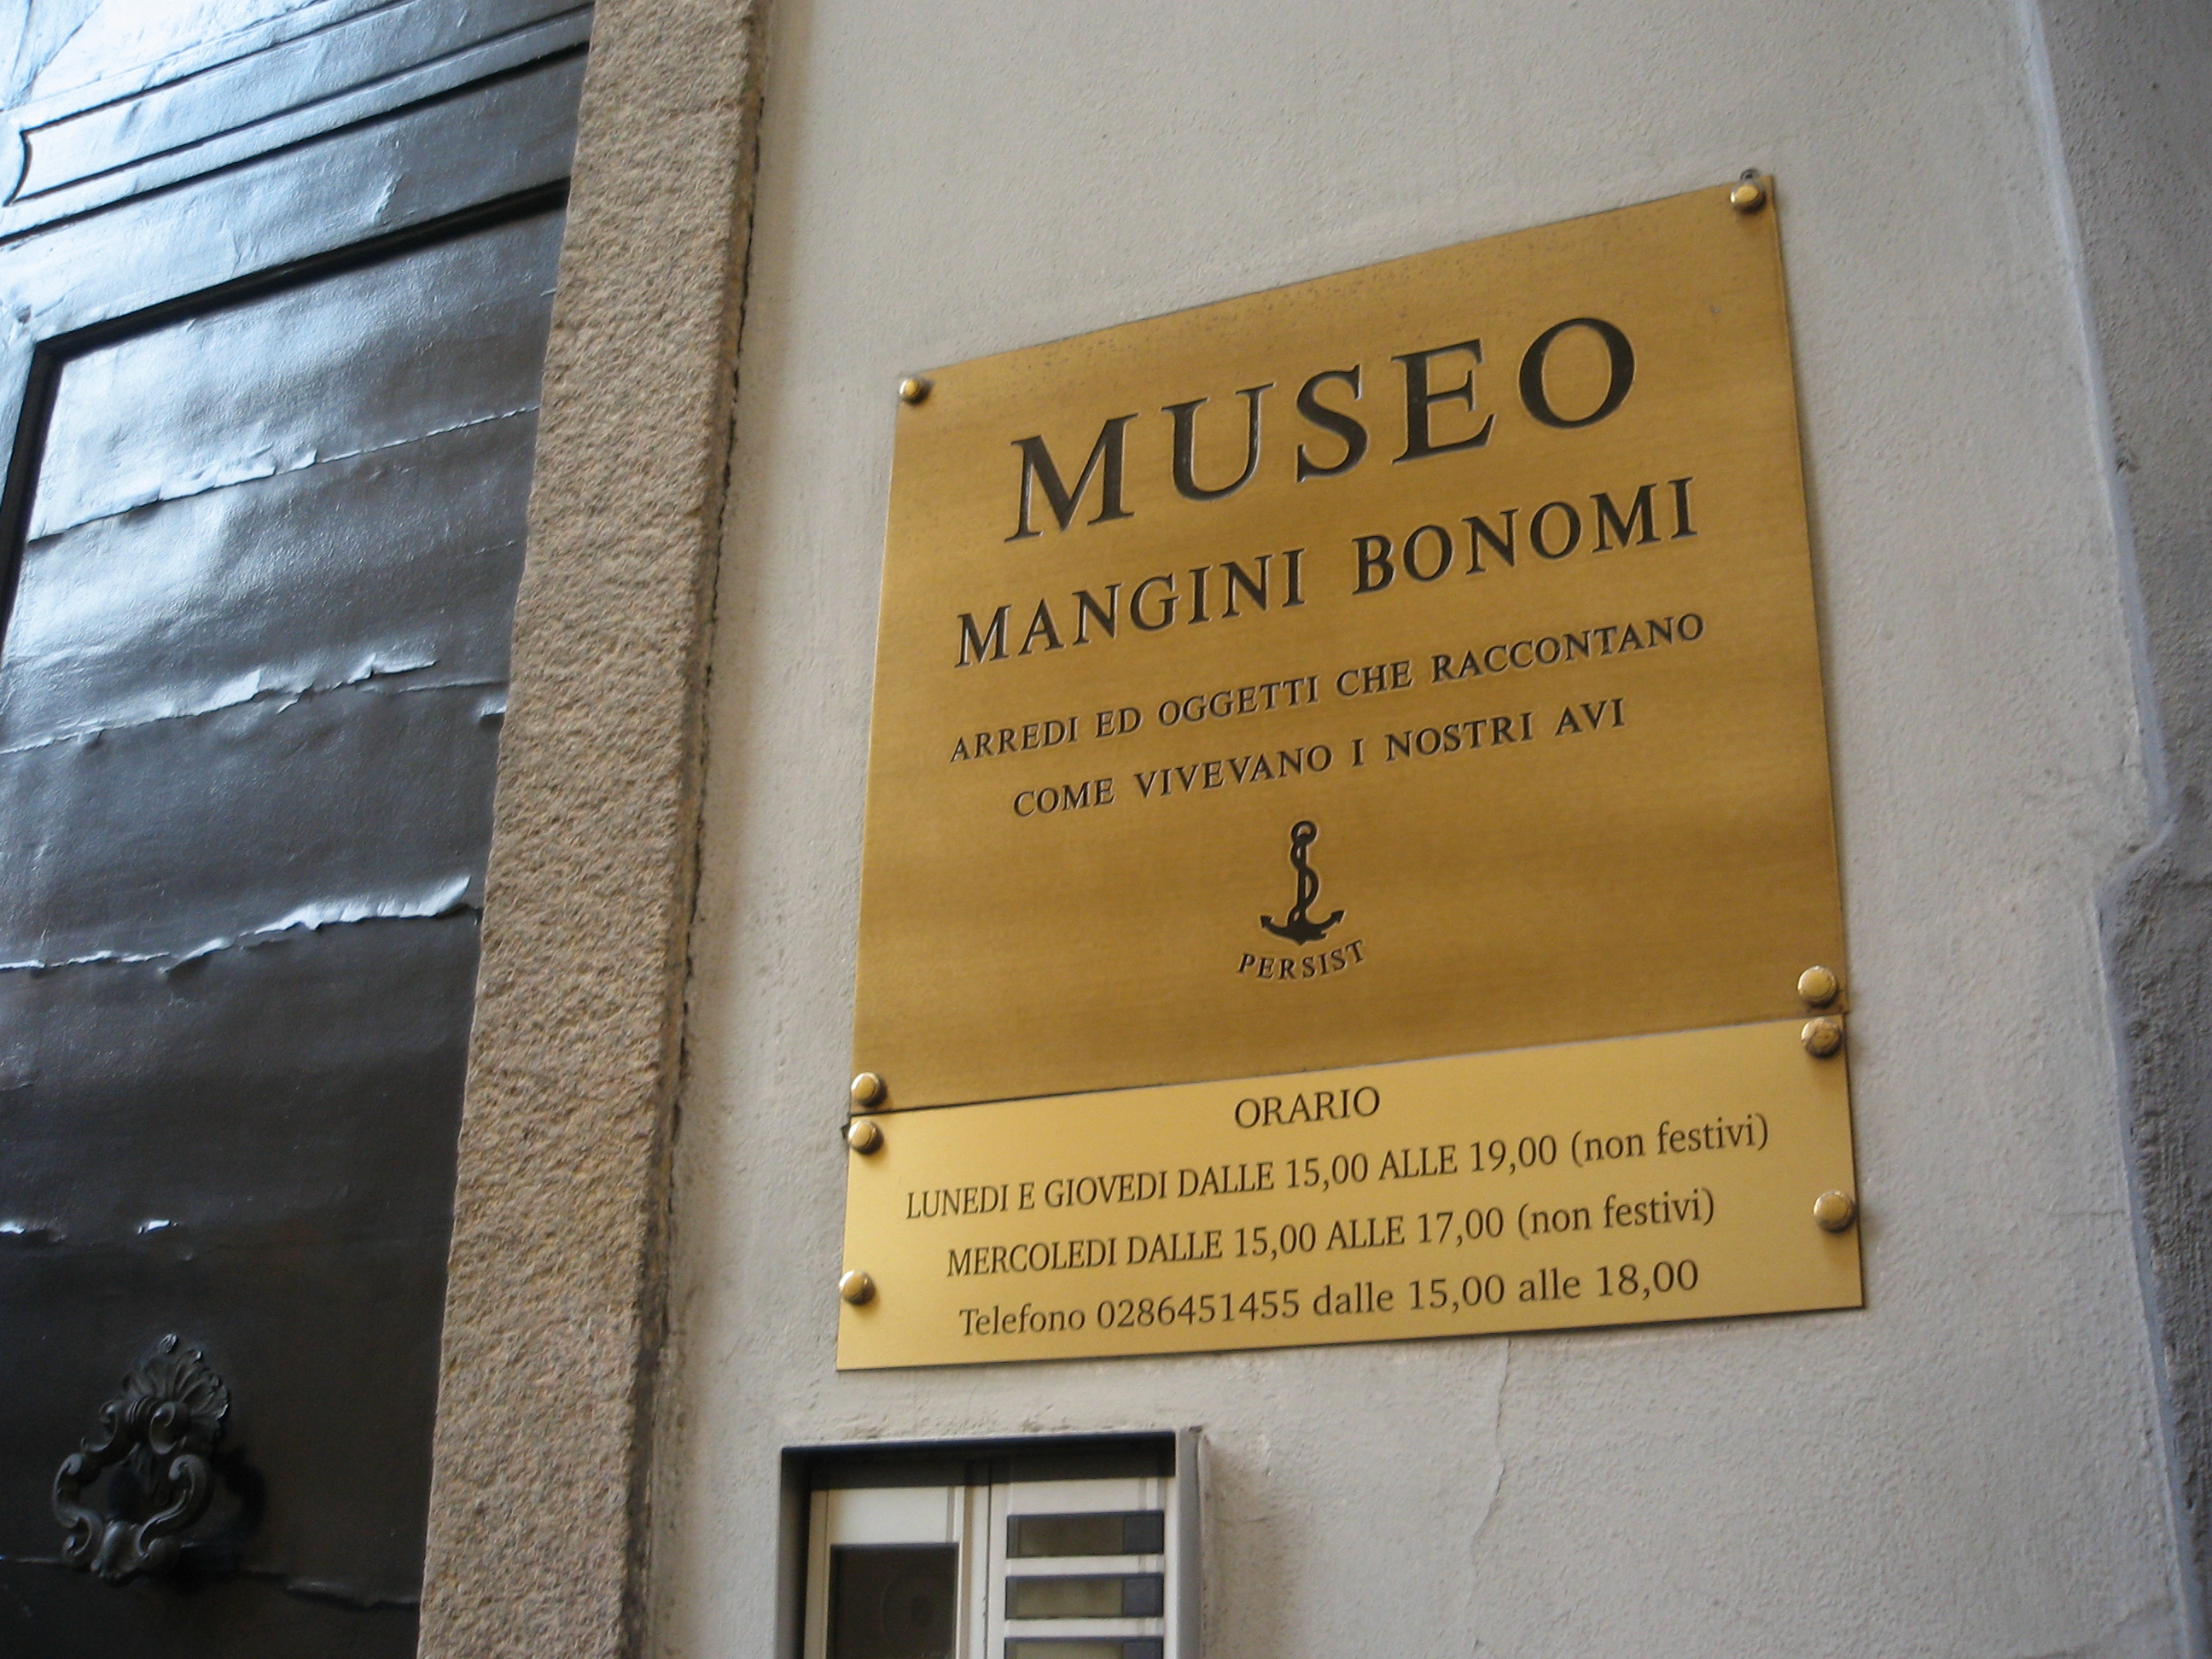 MUSEO
MANGINI BONOMI
ARREDI ED OGGETTI CHE RACCONTANO
COME VIVEVANO I NOSTRI AVI
PERSIST
ORARIO
LUNEDI E GIOVEDI DALLE 15,00 ALLE 19,00 (non festivi)
MERCOLEDI DALLE 15,00 ALLE 17,00 (non festivi)
Telefono 0286451455 dalle 15,00 alle 18,00